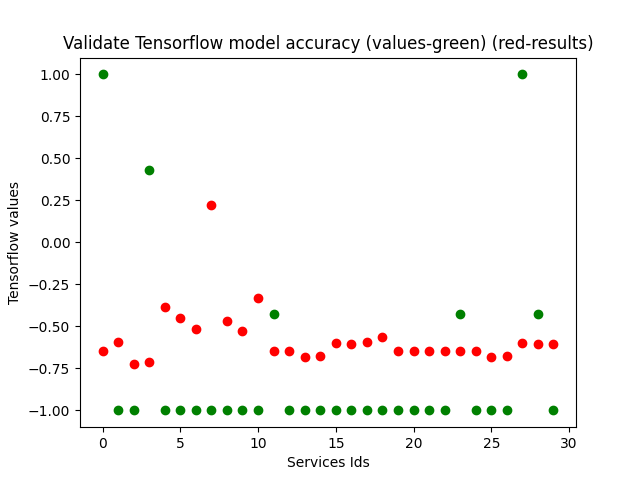 Validate Tensorflow model accuracy (values-green) (red-results)
1.00
0.75
0.50
0.25
0.00
−0.25
−0.50
−0.75
−1.00
Tensorflow values
0 5 10 15 20 25 30
Services Ids